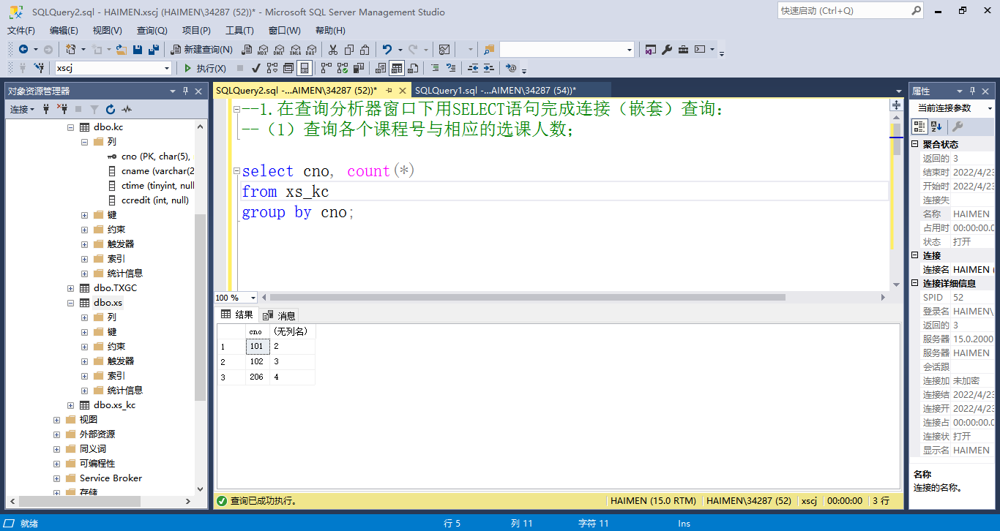 SQLQuery2.sql - HAIMEN.xscj (HAIMEN\34287 (52))* - Microsoft SQL Server Management Studio
快速启动 (Ctrl+Q)
文件(F) 编辑(E) 视图(V) 查询(Q) 项目(P) 工具(T) 窗口(W) 帮助(H)
新建查询(N) MDX DMX XMLA DAX
xscj 执行(X)
对象资源管理器
连接
dbo.kc
列
cno (PK, char(5),
cname (varchar(2
ctime (tinyint, null
ccredit (int, null)
键
约束
触发器
索引
统计信息
dbo.TXGC
dbo.xs
列
键
约束
触发器
索引
统计信息
dbo.xs_kc
视图
外部资源
同义词
可编程性
Service Broker
存储
SQLQuery2.sql -...AIMEN\34287 (52))* SQLQuery1.sql -...AIMEN\34287 (54))*
--1.在查询分析器窗口下用SELECT语句完成连接（嵌套）查询：
--（1）查询各个课程号与相应的选课人数；
select cno, count(*)
from xs_kc
group by cno;
100 %
结果 消息
cno (无列名)
1 101 2
2 102 3
3 206 4
查询已成功执行。 HAIMEN (15.0 RTM) HAIMEN\34287 (52) xscj 00:00:00 3 行
属性
当前连接参数
聚合状态
返回的 3
结束时 2022/4/23
开始时 2022/4/23
连接失
名称 HAIMEN
占用时 00:00:00.0
状态 打开
连接
连接名 HAIMEN (
连接详细信息
SPID 52
登录名 HAIMEN\
返回的 3
服务器 15.0.2000
服务器 HAIMEN
会话跟
连接加 未加密
连接结 2022/4/23
连接开 2022/4/23
连接占 00:00:00.0
连接状 打开
显示名 HAIMEN
名称
连接的名称。
就绪 行 5 列 11 字符 11 Ins